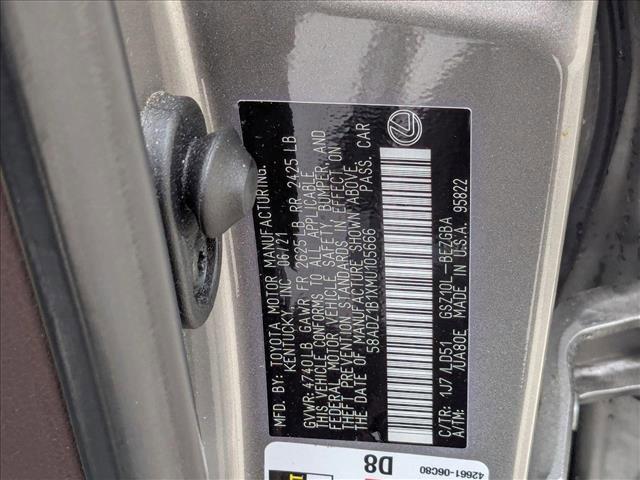 MFD. BY: TOYOTA MOTOR MANUFACTURING,
KENTUCKY, INC 06/21
GVWR 4740 LB GAWR FR 2625 LB RR 2425 LB
THIS VEHICLE CONFORMS TO ALL APPLICABLE
FEDERAL MOTOR VEHICLE SAFETY, BUMPER, AND
THEFT PREVENTION STANDARDS IN EFFECT ON
THE DATE OF MANUFACTURE SHOWN ABOVE.
58ADZ1B1XMU105666 PASS. CAR
C/TR: 1J7/LD51 GSZ10L-BEZGBA
A/TM: /UA80E MADE IN U.S.A. 95822
42661-06C80
D8